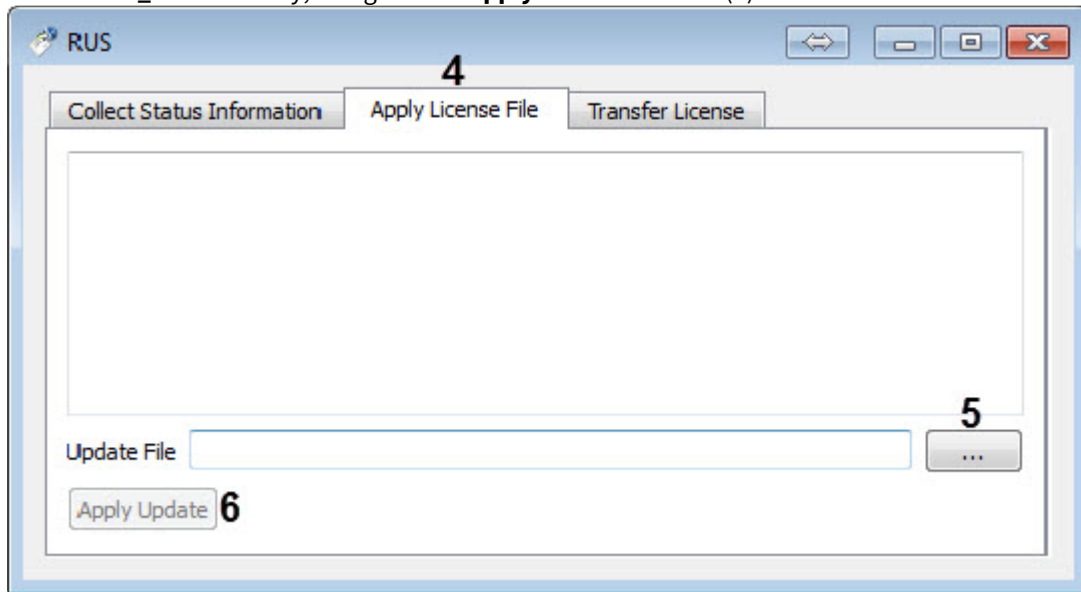 RUS
4
Collect Status Information
Apply License File
Transfer License
5
Update File
...
Apply Update 6